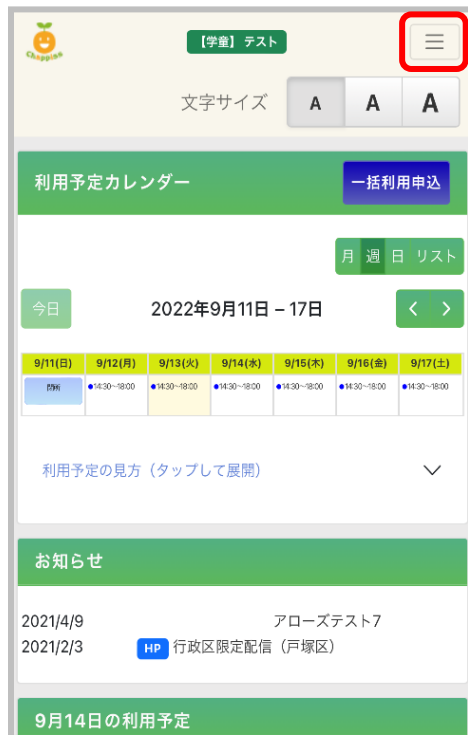 Chappian
【学童】 テスト
文字サイズ A A A
利用予定カレンダー 一括利用申込
月 週 日 リスト
今日 2022年9月11日 – 17日
9/11(日) 9/12(月) 9/13(火) 9/14(水) 9/15(木) 9/16(金) 9/17(土)
閉所 ●14:30~18:00 ●14:30~18:00 ●14:30~18:00 ●14:30~18:00 ●14:30~18:00 ●14:30~18:00
利用予定の見方（タップして展開）
お知らせ
2021/4/9 アローズテスト7
2021/2/3 HP 行政区限定配信（戸塚区）
9月14日の利用予定